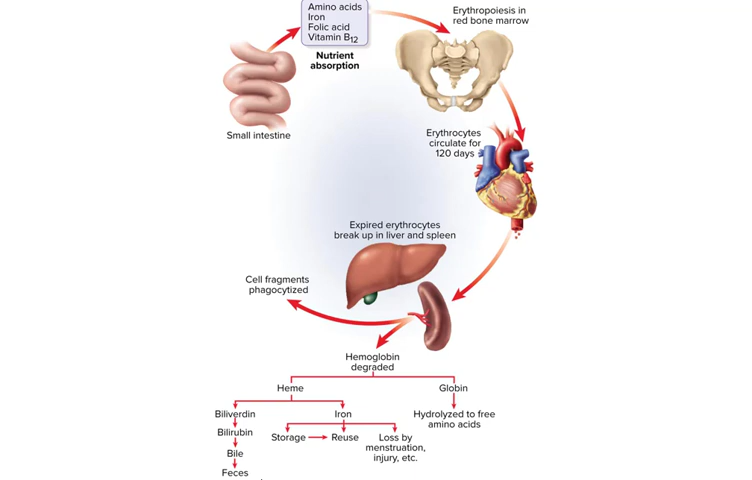 Amino acids
Iron
Folic acid
Vitamin B12
Nutrient
absorption
Small intestine
Erythropoiesis in
red bone marrow
Erythrocytes
circulate for
120 days
Expired erythrocytes
break up in liver and spleen
Cell fragments
phagocytized
Hemoglobin
degraded
Heme
Globin
Biliverdin
Iron
Hydrolyzed to free
amino acids
Bilirubin
Storage
Reuse
Loss by
menstruation,
injury, etc.
Bile
Feces